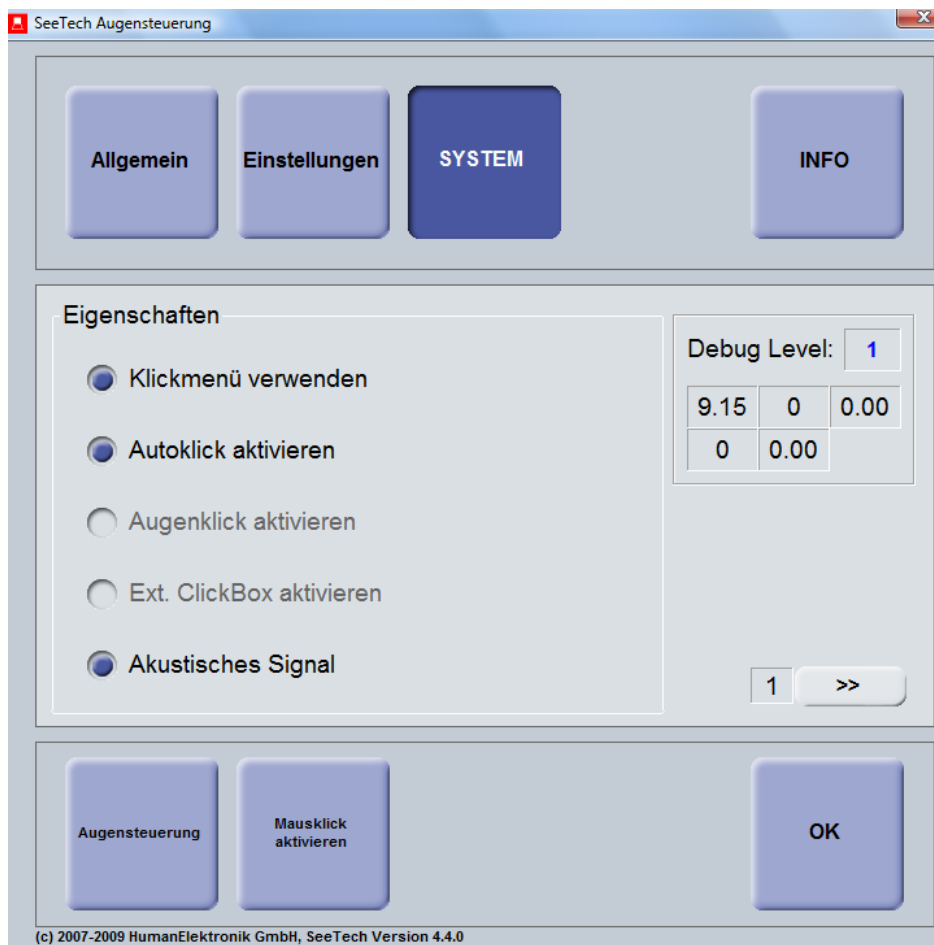 SeeTech Augensteuerung
X
Allgemein
Einstellungen
SYSTEM
INFO
Eigenschaften
Klickmenü verwenden
Autoklick aktivieren
Augenklick aktivieren
Ext. ClickBox aktivieren
Akustisches Signal
Debug Level: 1
9.15 0 0.00
0 0.00
1 >>
Augensteuerung
Mausklick
aktivieren
OK
(c) 2007-2009 HumanElektronik GmbH, SeeTech Version 4.4.0